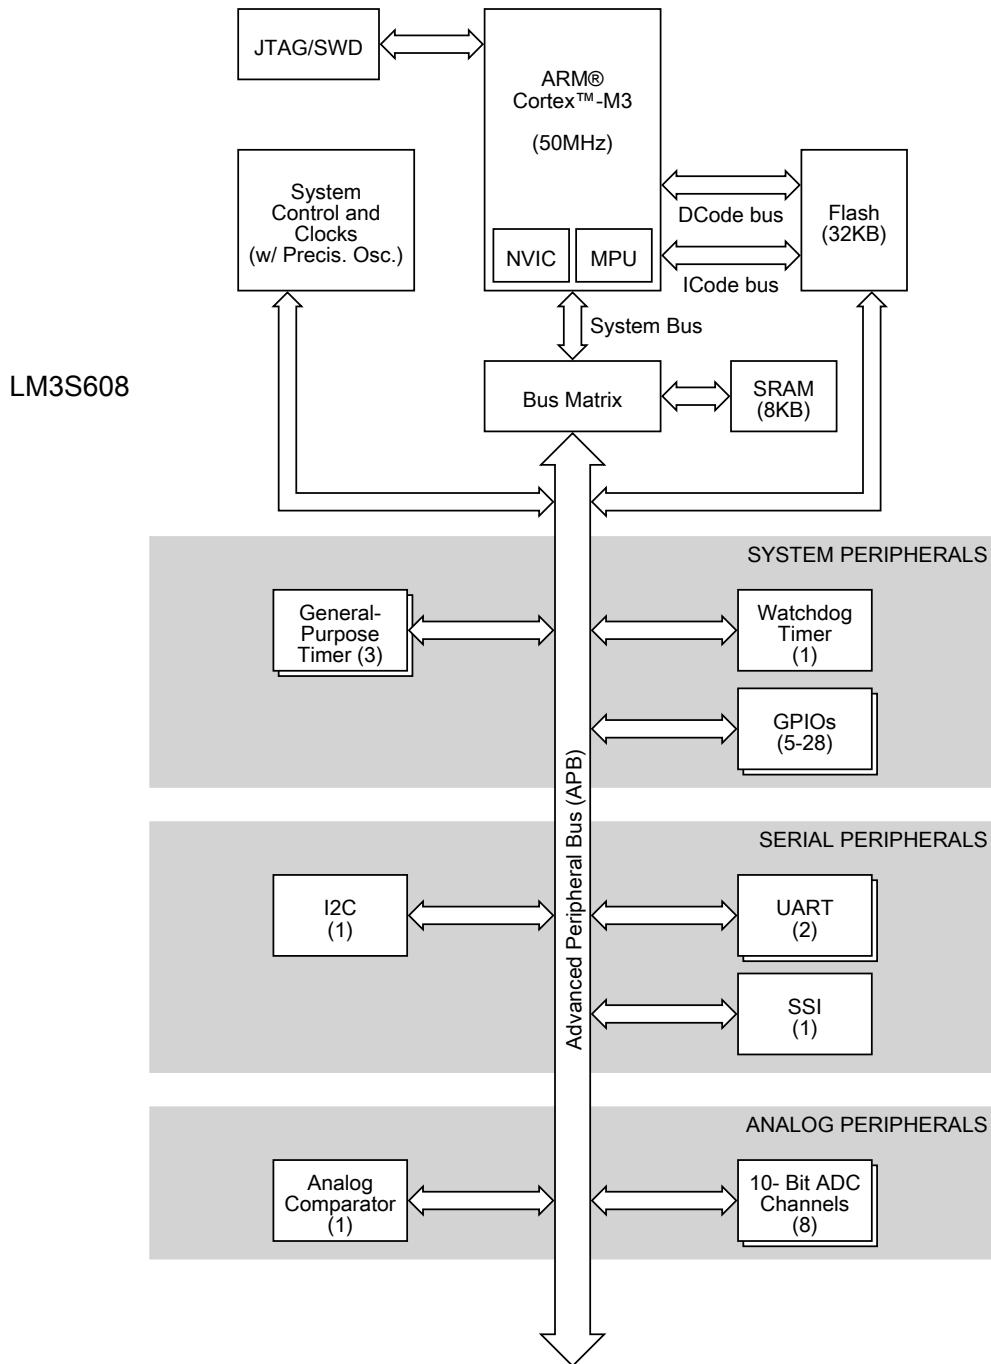 JTAG/SWD
ARM®
Cortex™-M3
(50MHz)
NVIC
MPU
System
Control and
Clocks
(w/ Precis. Osc.)
DCode bus
ICode bus
Flash
(32KB)
System Bus
LM3S608
Bus Matrix
SRAM
(8KB)
SYSTEM PERIPHERALS
General-
Purpose
Timer (3)
Watchdog
Timer
(1)
GPIOs
(5-28)
Advanced Peripheral Bus (APB)
SERIAL PERIPHERALS
I2C
(1)
UART
(2)
SSI
(1)
ANALOG PERIPHERALS
Analog
Comparator
(1)
10- Bit ADC
Channels
(8)